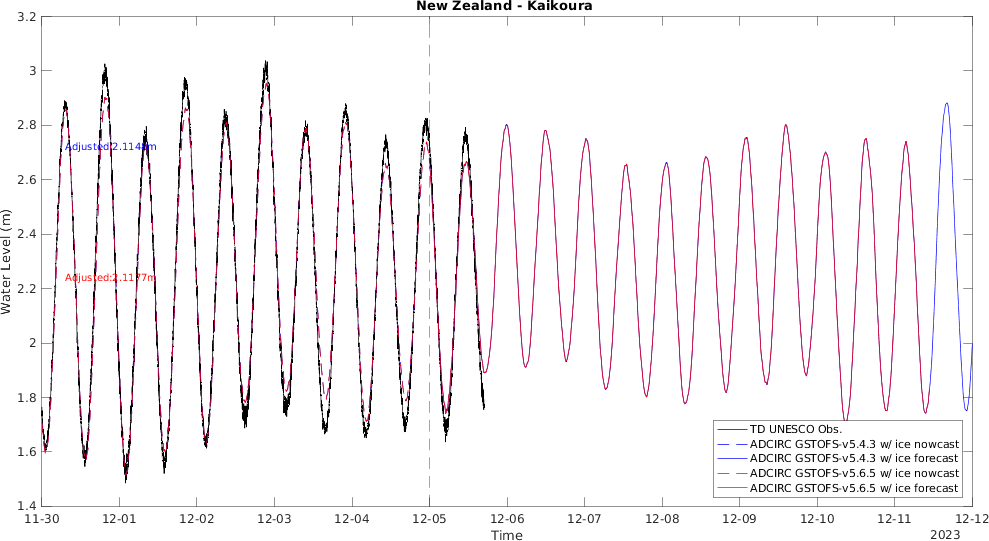 New Zealand - Kaikoura
3.2
3
2.8
2.6
2.4
2.2
2
1.8
1.6
1.4
Water Level (m)
Adjusted:2.1148m
Adjusted:2.1177m
TD UNESCO Obs.
ADCIRC GSTOFS-v5.4.3 w/ ice nowcast
ADCIRC GSTOFS-v5.4.3 w/ ice forecast
ADCIRC GSTOFS-v5.6.5 w/ ice nowcast
ADCIRC GSTOFS-v5.6.5 w/ ice forecast
11-30 12-01 12-02 12-03 12-04 12-05 12-06 12-07 12-08 12-09 12-10 12-11 12-12
Time
2023